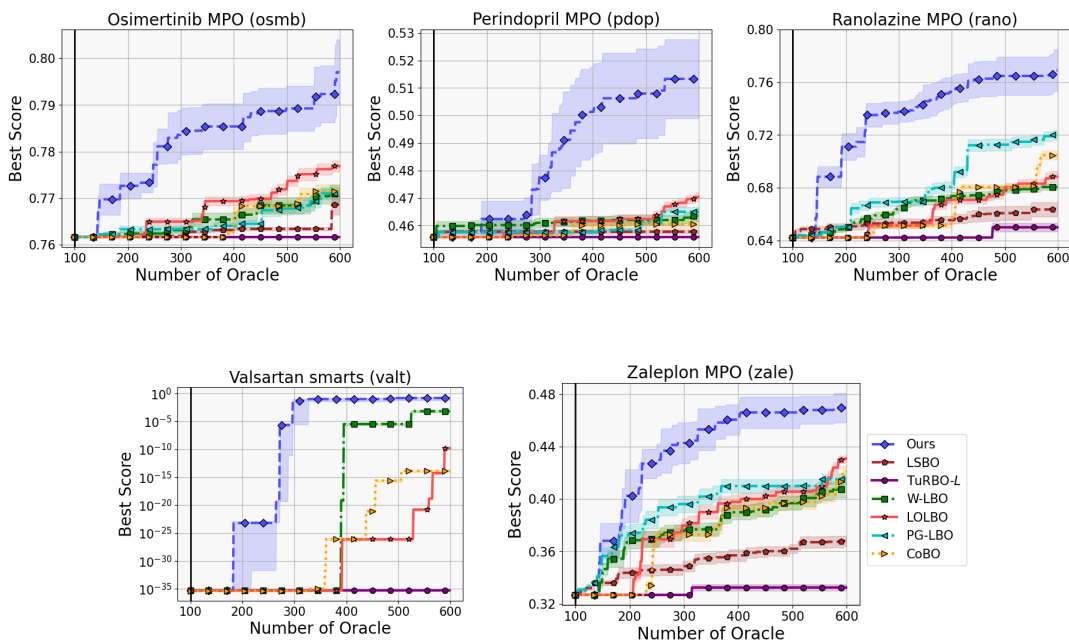 Osimertinib MPO (osmb)
Best Score
0.80
0.79
0.78
0.77
0.76
100 200 300 400 500 600
Number of Oracle
Perindopril MPO (pdop)
Best Score
0.53
0.52
0.51
0.50
0.49
0.48
0.47
0.46
100 200 300 400 500 600
Number of Oracle
Ranolazine MPO (rano)
Best Score
0.80
0.76
0.72
0.68
0.64
100 200 300 400 500 600
Number of Oracle
Valsartan smarts (valt)
Best Score
10^0
10^−5
10^−10
10^−15
10^−20
10^−25
10^−30
10^−35
100 200 300 400 500 600
Number of Oracle
Zaleplon MPO (zale)
Best Score
0.48
0.44
0.40
0.36
0.32
100 200 300 400 500 600
Number of Oracle
Ours
LSBO
TuRBO-L
W-LBO
LOLBO
PG-LBO
CoBO